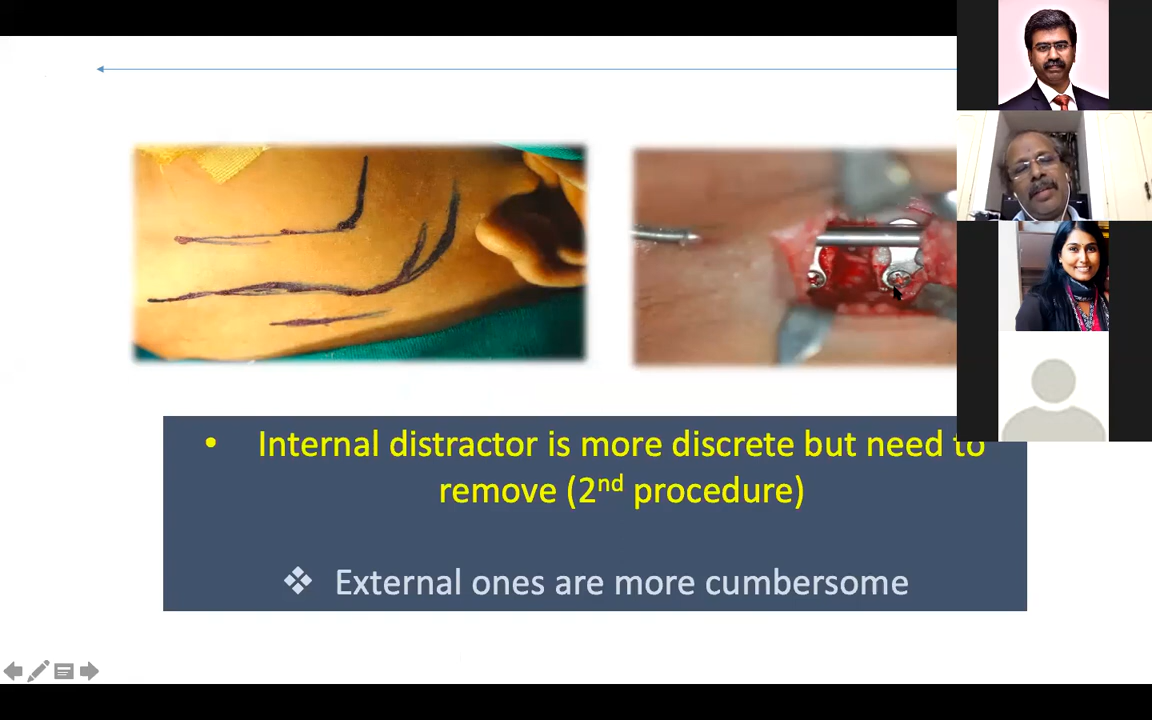 • Internal distractor is more discrete but need to
remove (2nd procedure)
❖ External ones are more cumbersome